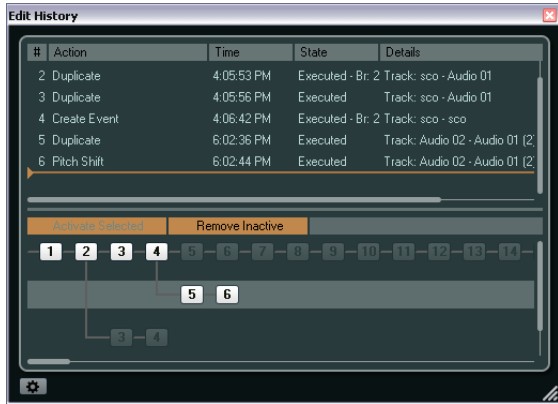 Edit History
# Action Time State Details
2 Duplicate 4:05:53 PM Executed - Br: 2 Track: sco - Audio 01
3 Duplicate 4:05:56 PM Executed Track: sco - Audio 01
4 Create Event 4:06:42 PM Executed - Br: 2 Track: sco - sco
5 Duplicate 6:02:36 PM Executed Track: Audio 02 - Audio 01 (2)
6 Pitch Shift 6:02:44 PM Executed Track: Audio 02 - Audio 01 (2)
Activate Selected Remove Inactive
1 2 3 4 5 6 7 8 9 10 11 12 13 14
5 6
3 4